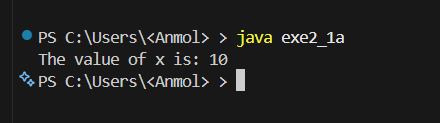 PS C:\Users\<Anmol> > java exe2_1a
The value of x is: 10
PS C:\Users\<Anmol> >